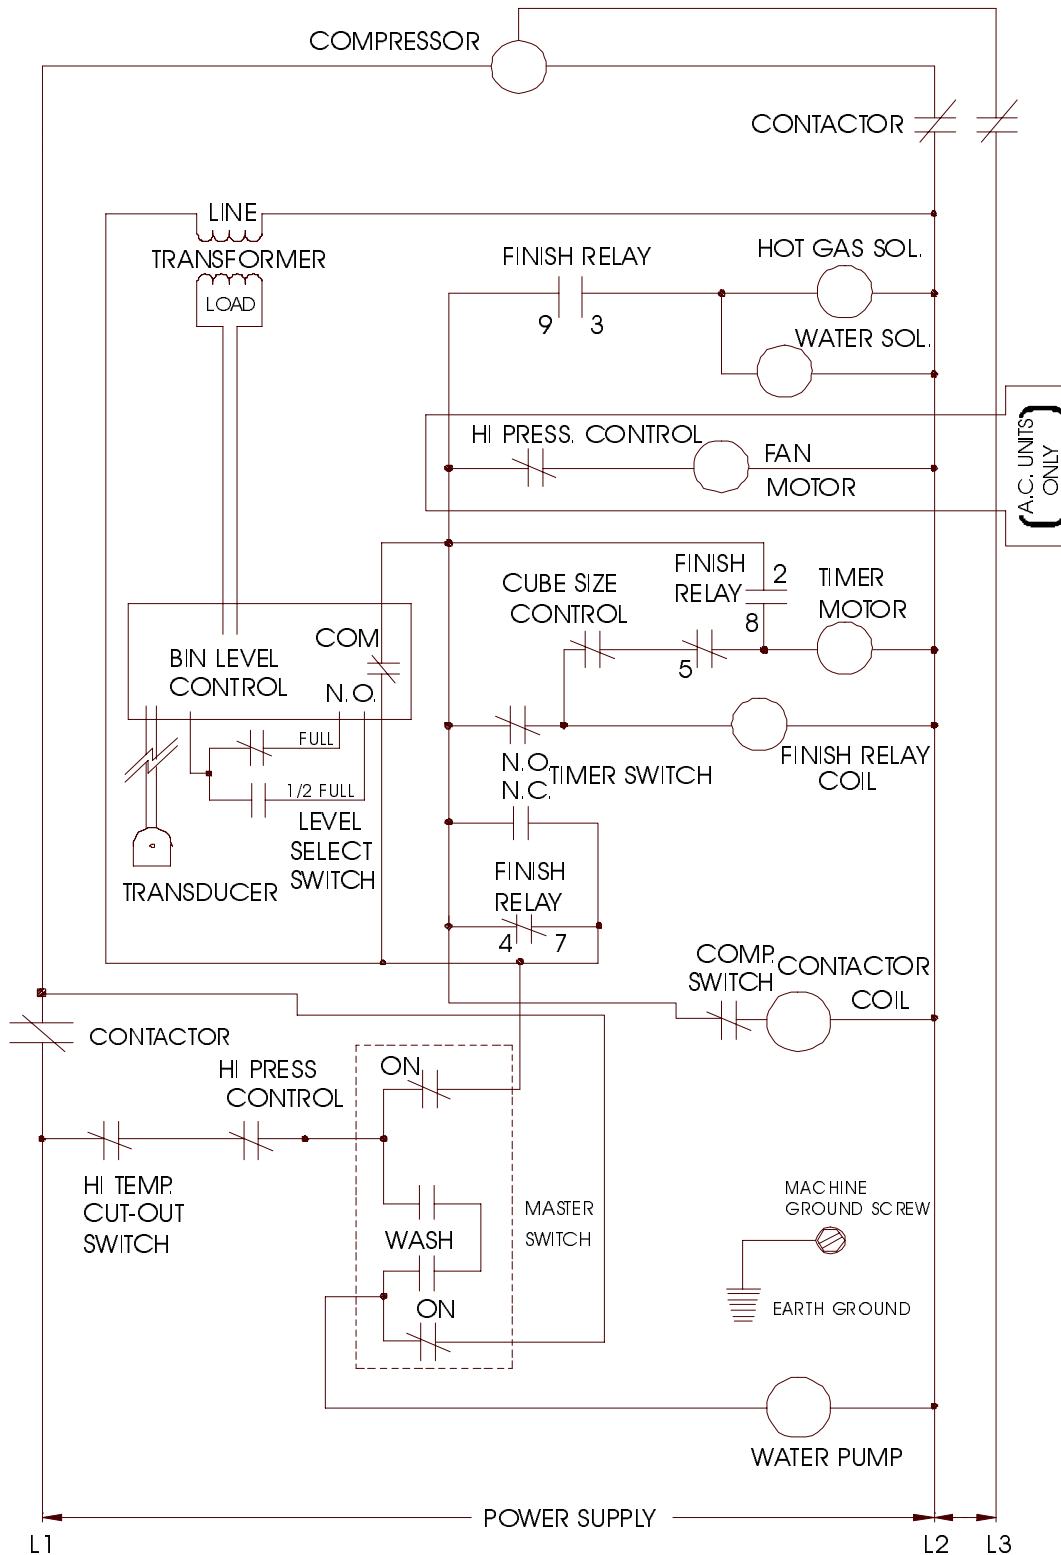 COMPRESSOR
CONTACTOR
LINE
TRANSFORMER
LOAD
FINISH RELAY
9 3
HOT GAS SOL.
WATER SOL.
HI PRESS. CONTROL
FAN
MOTOR
A.C. UNITS
ONLY
CUBE SIZE
CONTROL
FINISH
RELAY
2
8
5
TIMER
MOTOR
BIN LEVEL
CONTROL
COM
N.O.
FULL
1/2 FULL
LEVEL
SELECT
SWITCH
TRANSDUCER
N.O.
TIMER SWITCH
N.C.
FINISH RELAY
COIL
FINISH
RELAY
4 7
COMP.
SWITCH
CONTACTOR
COIL
CONTACTOR
HI PRESS
CONTROL
ON
HI TEMP.
CUT-OUT
SWITCH
WASH
ON
MASTER
SWITCH
MACHINE
GROUND SCREW
EARTH GROUND
WATER PUMP
POWER SUPPLY
L1
L2
L3